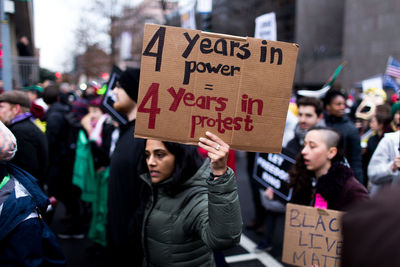 4 Years in
power
=
4 Years in
protest
BLACK
LIVES
MATTER